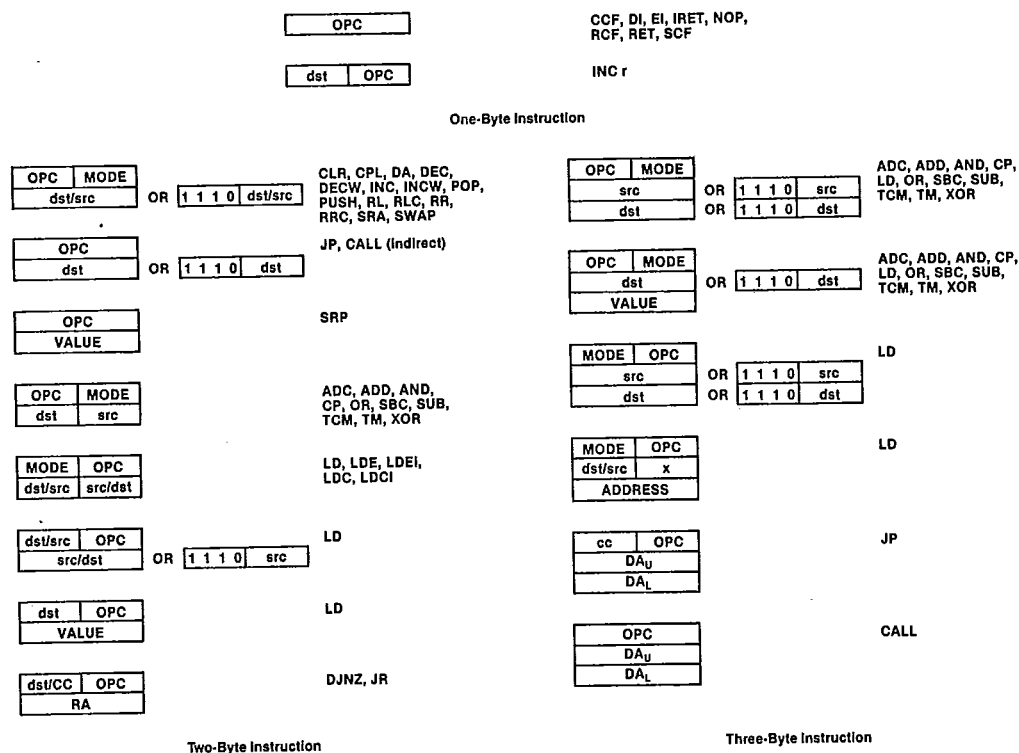 OPC
CCF, DI, EI, IRET, NOP,
RCF, RET, SCF
dst OPC
INC r
One-Byte Instruction
OPC MODE
dst/src OR 1 1 1 0 dst/src
CLR, CPL, DA, DEC,
DECW, INC, INCW, POP,
PUSH, RL, RLC, RR,
RRC, SRA, SWAP
OPC
dst OR 1 1 1 0 dst
JP, CALL (indirect)
OPC
VALUE
SRP
OPC MODE
dst src
ADC, ADD, AND,
CP, OR, SBC, SUB,
TCM, TM, XOR
MODE OPC
dst/src src/dst
LD, LDE, LDEI,
LDC, LDCI
dst/src OPC
src/dst OR 1 1 1 0 src
LD
dst OPC
VALUE
LD
dst/CC OPC
RA
DJNZ, JR
Two-Byte Instruction
OPC MODE
src OR 1 1 1 0 src
dst OR 1 1 1 0 dst
ADC, ADD, AND, CP,
LD, OR, SBC, SUB,
TCM, TM, XOR
OPC MODE
dst OR 1 1 1 0 dst
VALUE
ADC, ADD, AND, CP,
LD, OR, SBC, SUB,
TCM, TM, XOR
MODE OPC
src OR 1 1 1 0 src
dst OR 1 1 1 0 dst
LD
MODE OPC
dst/src x
ADDRESS
LD
cc OPC
DAU
DAL
JP
OPC
DAU
DAL
CALL
Three-Byte Instruction